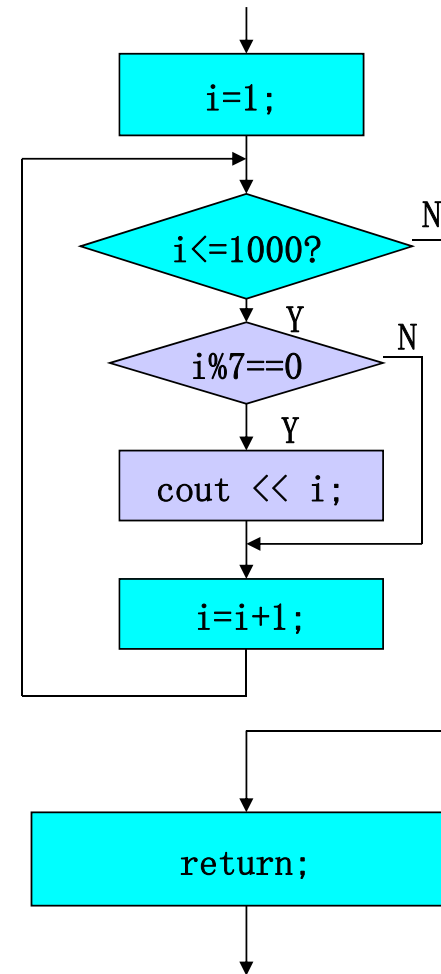 i=1;
N
i<=1000?
Y
N
i%7==0
Y
cout << i;
i=i+1;
return;